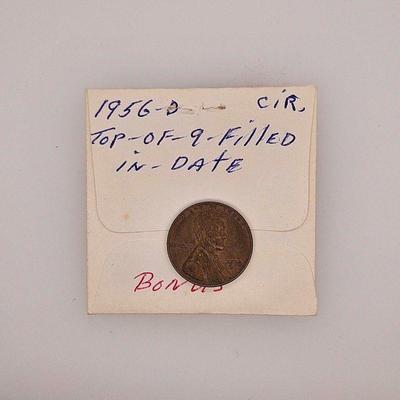 1956-D CiR.
TOP-OF-9-Filled
iN-DATE
BONUS